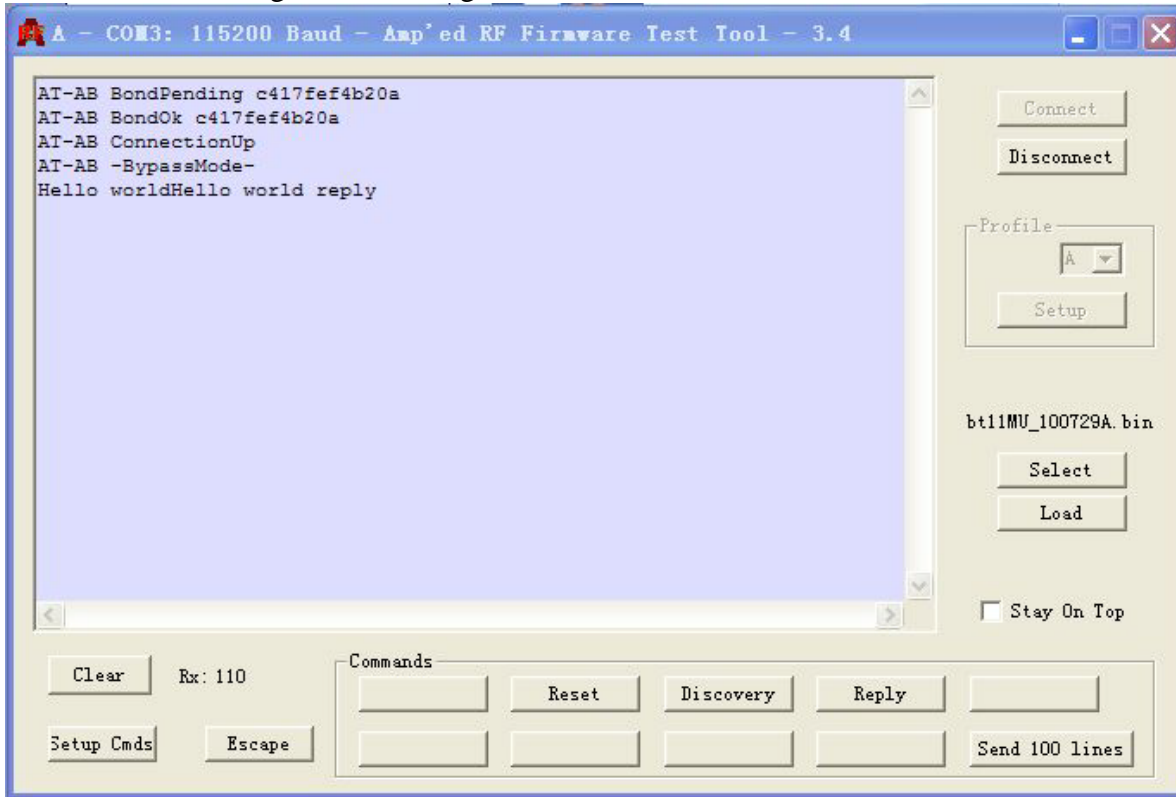 A - COM3: 115200 Baud - Amp'ed RF Firmware Test Tool - 3.4
AT-AB BondPending c417fef4b20a
AT-AB BondOk c417fef4b20a
AT-AB ConnectionUp
AT-AB -BypassMode-
Hello worldHello world reply
Connect
Disconnect
Profile
A
Setup
bt11MU_100729A.bin
Select
Load
Stay On Top
Clear
Rx: 110
Commands
Reset
Discovery
Reply
Setup Cmds
Escape
Send 100 lines